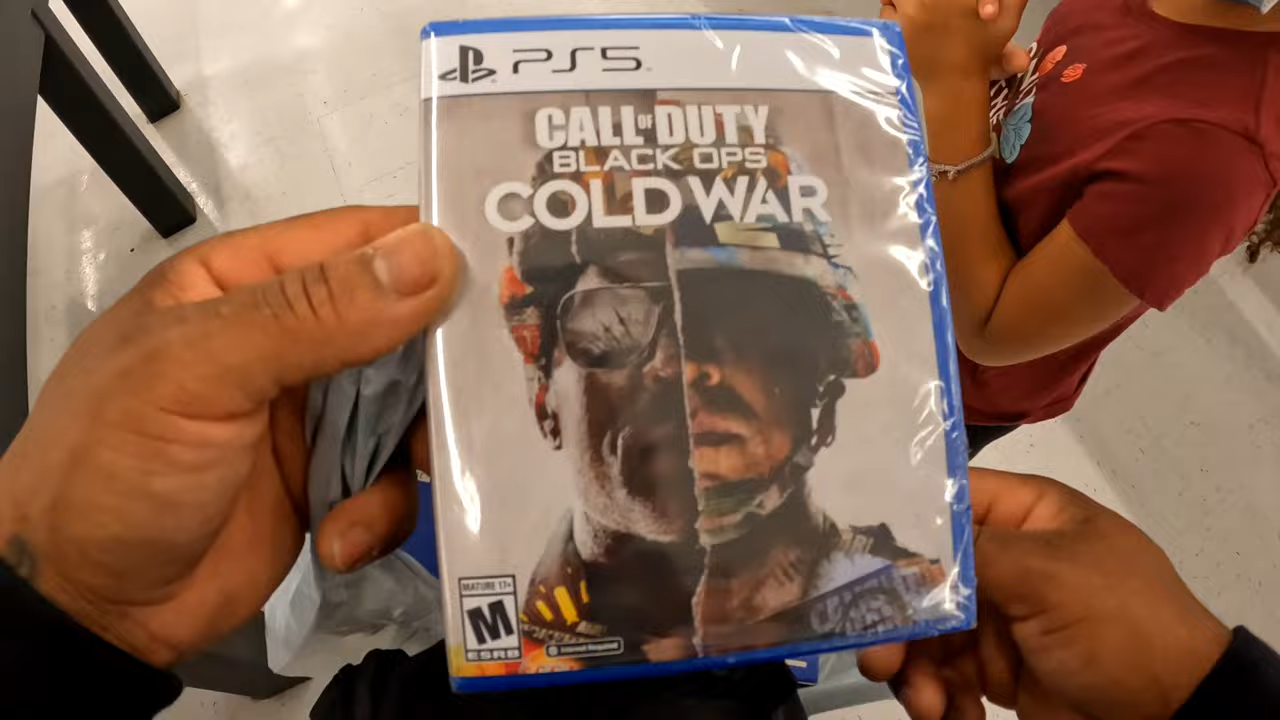 PS5
CALL OF DUTY
BLACK OPS
COLD WAR
MATURE 17+
M
ESRB
Internet Required